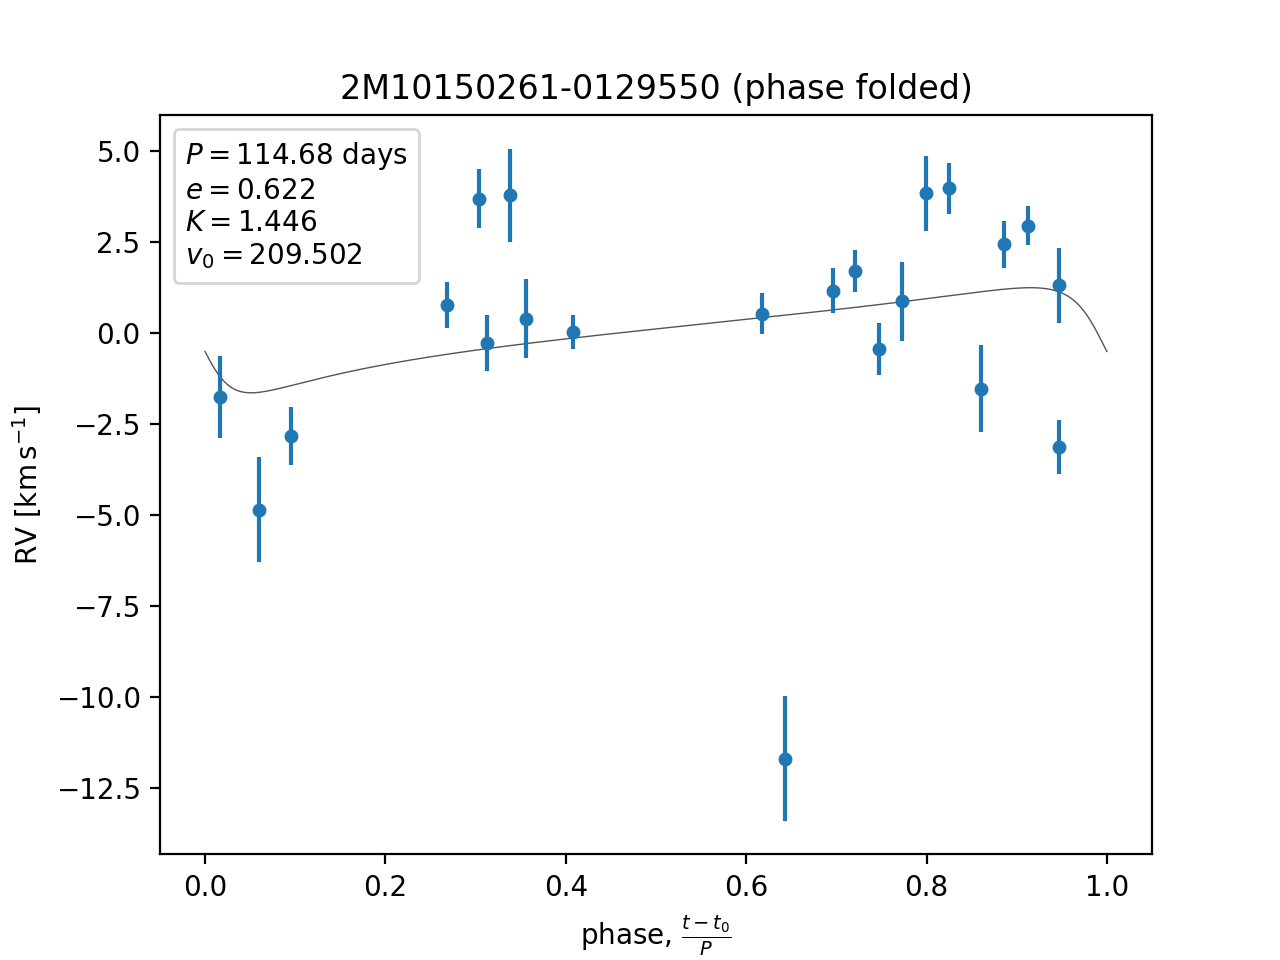 2M10150261-0129550 (phase folded)
P = 114.68 days
e = 0.622
K = 1.446
v₀ = 209.502
5.0
2.5
0.0
−2.5
−5.0
−7.5
−10.0
−12.5
RV [km s⁻¹]
0.0 0.2 0.4 0.6 0.8 1.0
phase, (t − t₀)/P